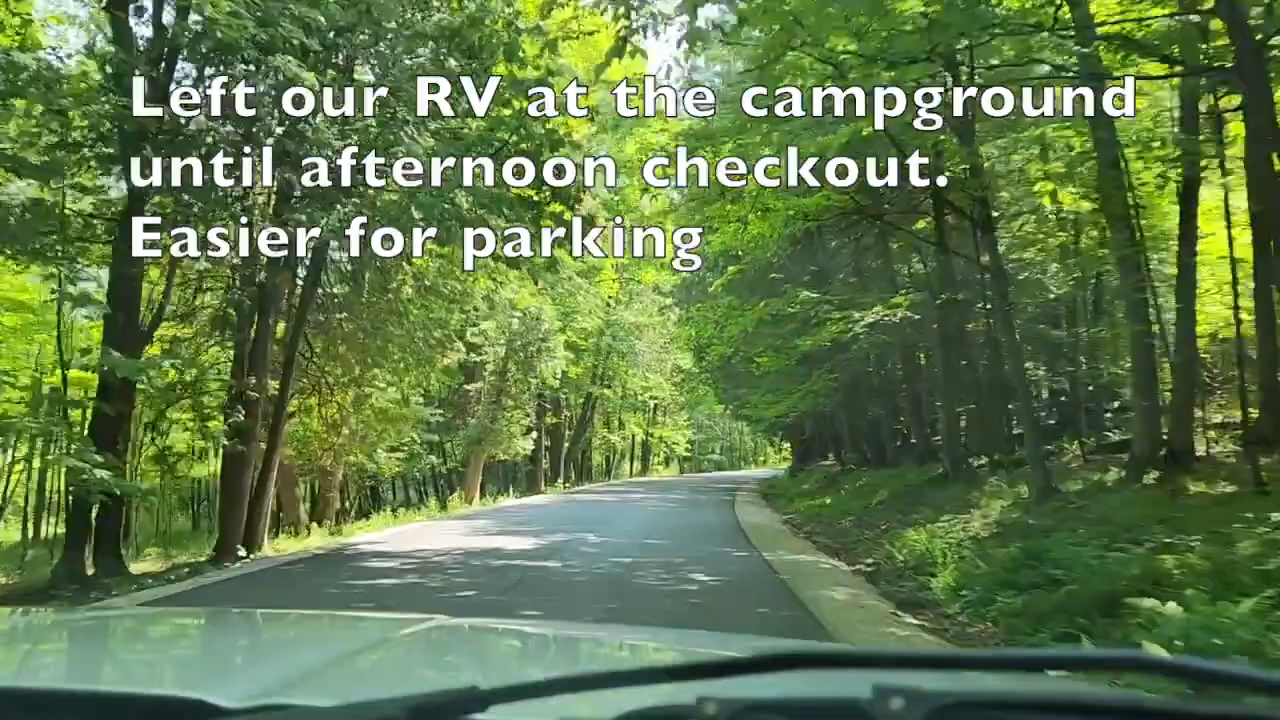 Left our RV at the campground
until afternoon checkout.
Easier for parking